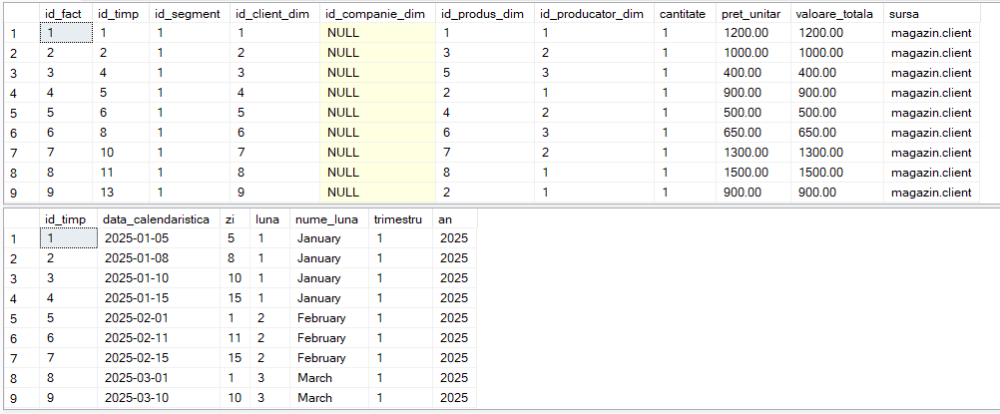 id_fact id_timp id_segment id_client_dim id_companie_dim id_produs_dim id_producator_dim cantitate pret_unitar valoare_totala sursa
1 1 1 1 1 NULL 1 1 1 1200.00 1200.00 magazin.client
2 2 2 1 2 NULL 3 2 1 1000.00 1000.00 magazin.client
3 3 4 1 3 NULL 5 3 1 400.00 400.00 magazin.client
4 4 5 1 4 NULL 2 1 1 900.00 900.00 magazin.client
5 5 6 1 5 NULL 4 2 1 500.00 500.00 magazin.client
6 6 8 1 6 NULL 6 3 1 650.00 650.00 magazin.client
7 7 10 1 7 NULL 7 2 1 1300.00 1300.00 magazin.client
8 8 11 1 8 NULL 8 1 1 1500.00 1500.00 magazin.client
9 9 13 1 9 NULL 2 1 1 900.00 900.00 magazin.client
id_timp data_calendaristica zi luna nume_luna trimestru an
1 1 2025-01-05 5 1 January 1 2025
2 2 2025-01-08 8 1 January 1 2025
3 3 2025-01-10 10 1 January 1 2025
4 4 2025-01-15 15 1 January 1 2025
5 5 2025-02-01 1 2 February 1 2025
6 6 2025-02-11 11 2 February 1 2025
7 7 2025-02-15 15 2 February 1 2025
8 8 2025-03-01 1 3 March 1 2025
9 9 2025-03-10 10 3 March 1 2025